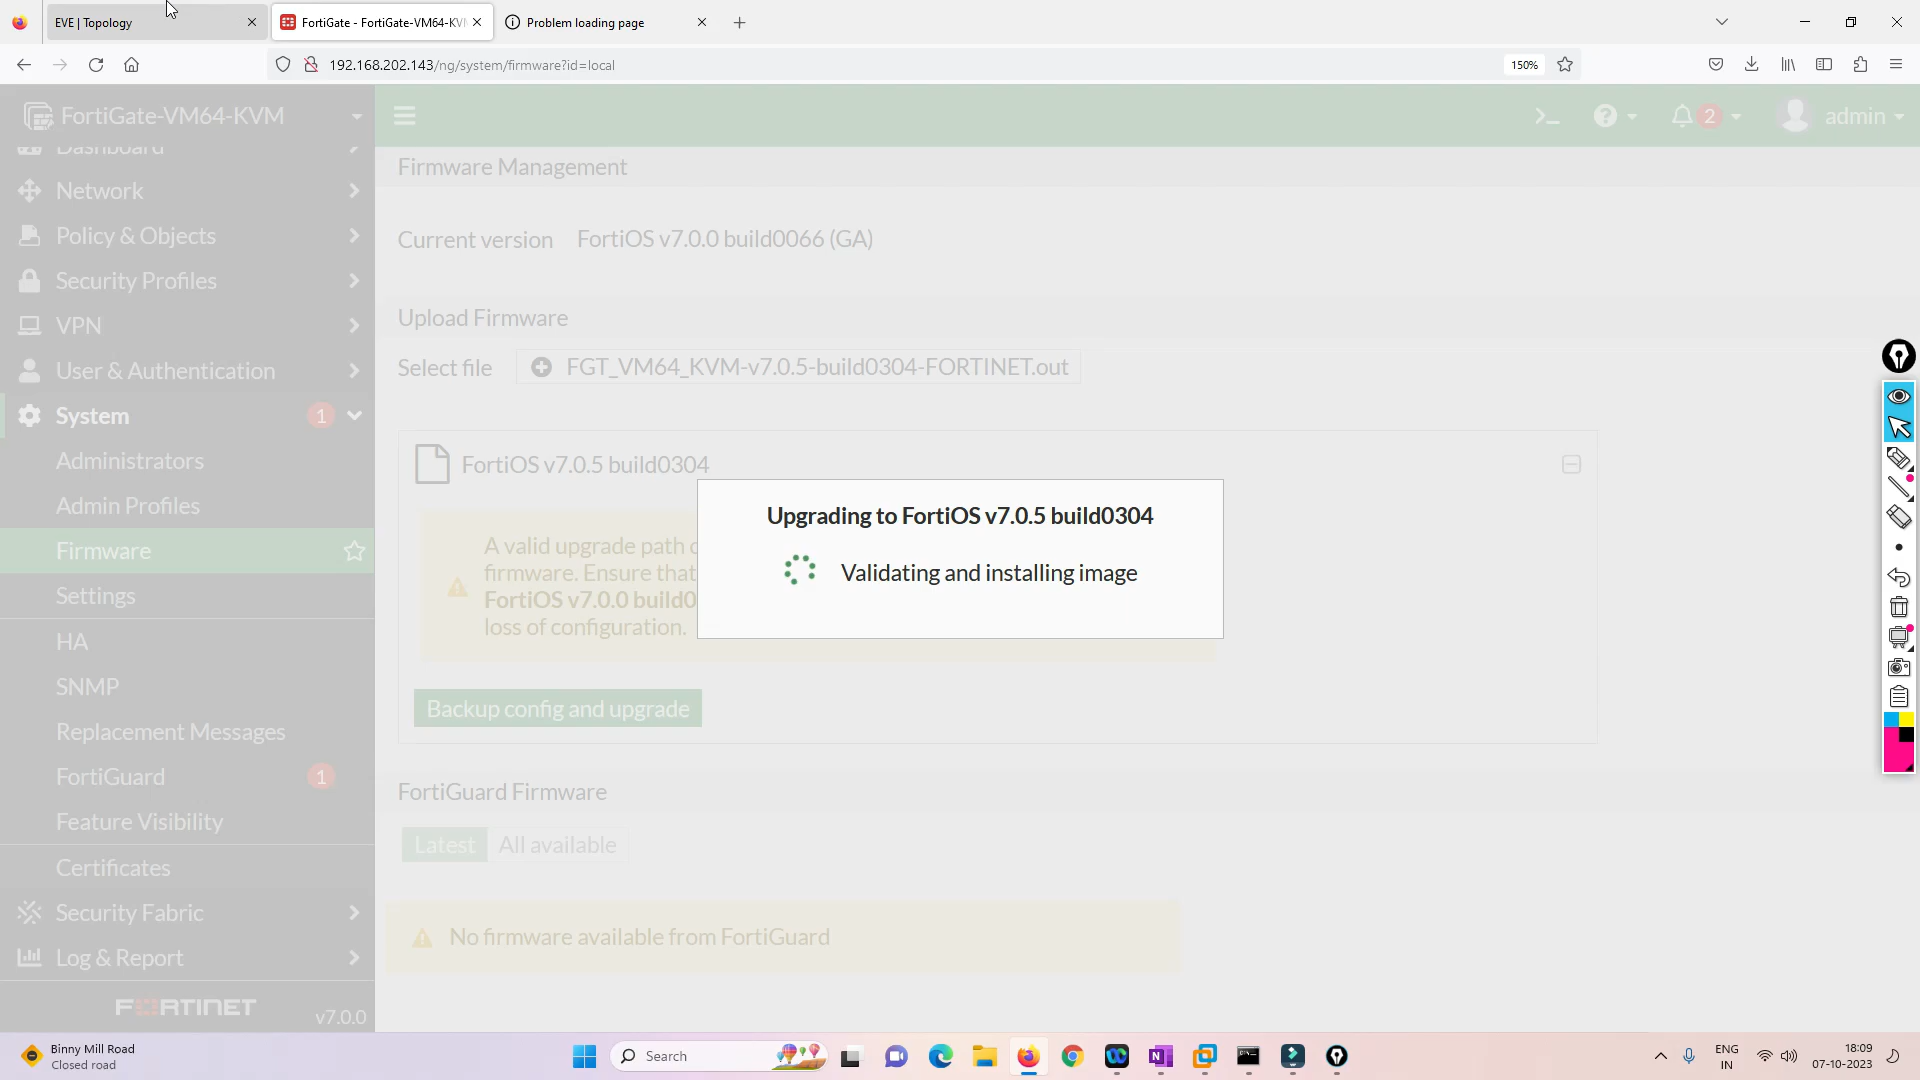 EVE | Topology
FortiGate - FortiGate-VM64-KVM
Problem loading page
192.168.202.143/ng/system/firmware?id=local
150%
FortiGate-VM64-KVM
2
admin
Dashboard
Network
Policy & Objects
Security Profiles
VPN
User & Authentication
System
1
Administrators
Admin Profiles
Firmware
Settings
HA
SNMP
Replacement Messages
FortiGuard
1
Feature Visibility
Certificates
Security Fabric
Log & Report
FORTINET
v7.0.0
Firmware Management
Current version FortiOS v7.0.0 build0066 (GA)
Upload Firmware
Select file FGT_VM64_KVM-v7.0.5-build0304-FORTINET.out
FortiOS v7.0.5 build0304
A valid upgrade path
firmware. Ensure that
FortiOS v7.0.0 build0
loss of configuration.
Upgrading to FortiOS v7.0.5 build0304
Validating and installing image
Backup config and upgrade
FortiGuard Firmware
Latest All available
No firmware available from FortiGuard
Binny Mill Road
Closed road
Search
ENG
IN
18:09
07-10-2023